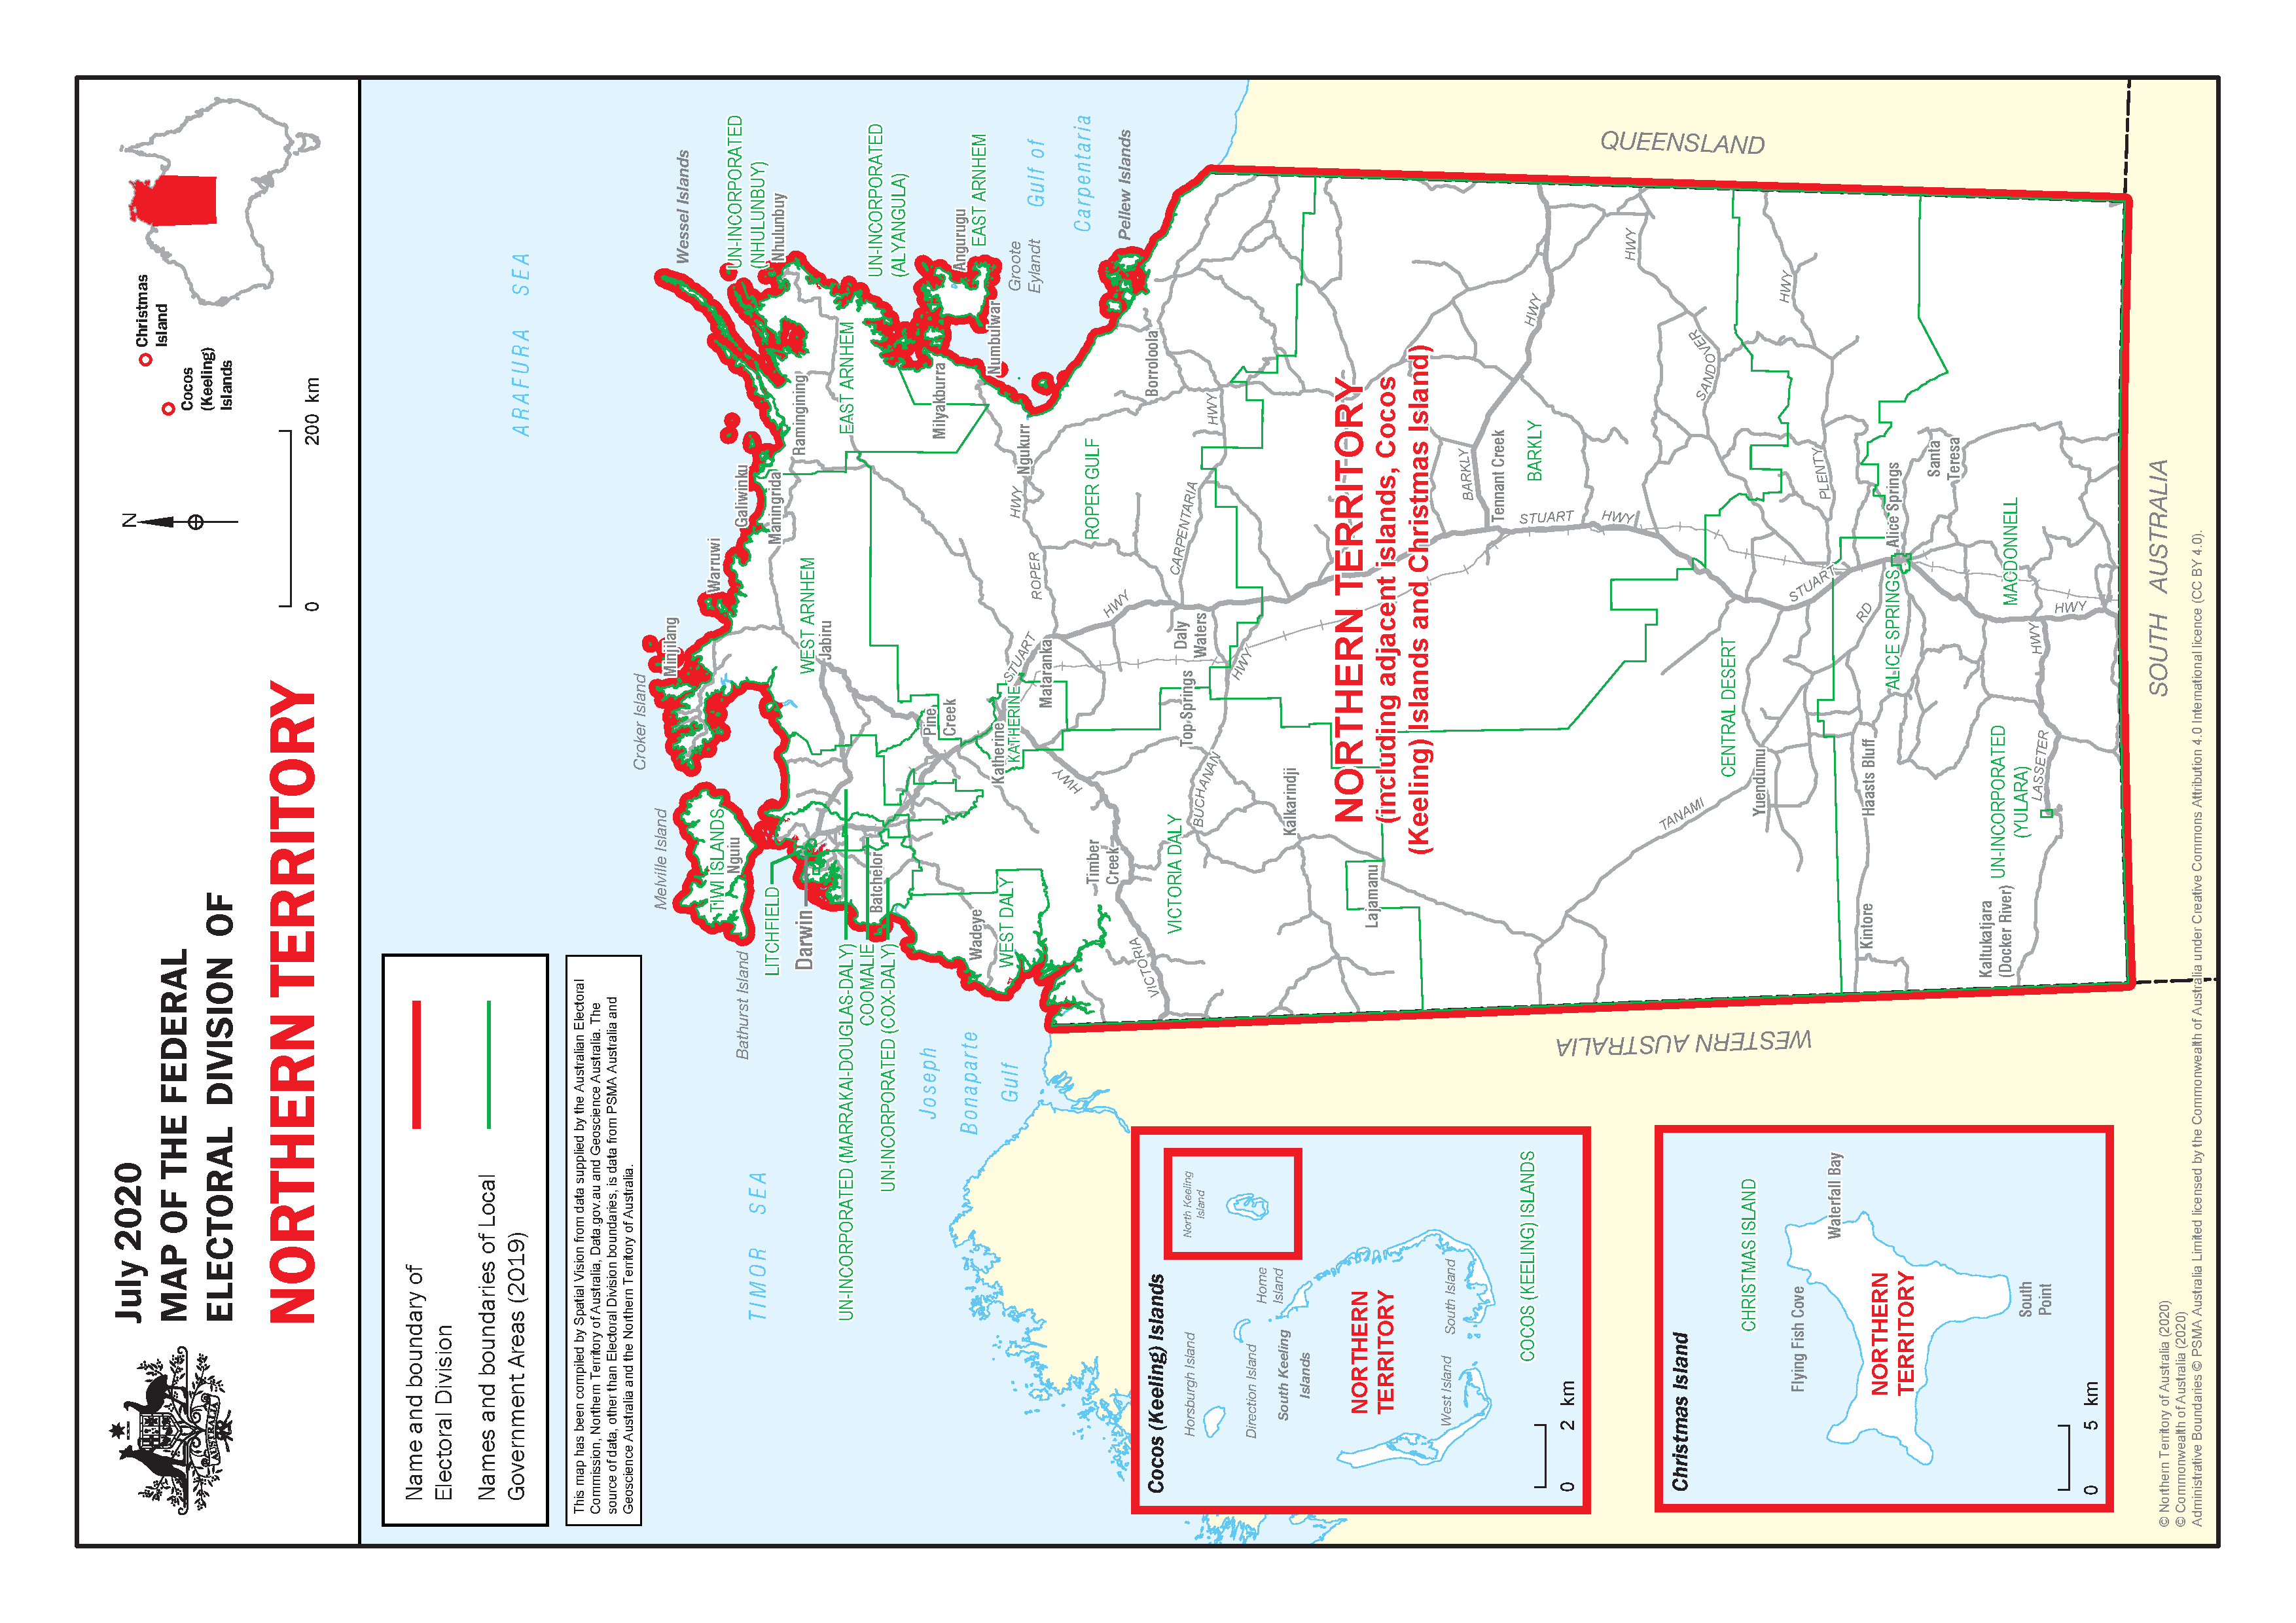 July 2020
MAP OF THE FEDERAL
ELECTORAL DIVISION OF
NORTHERN TERRITORY
AUSTRALIA
N
0 200 km
Christmas
Island
Cocos
(Keeling)
Islands
Name and boundary of
Electoral Division
Names and boundaries of Local
Government Areas (2019)
This map has been compiled by Spatial Vision from data supplied by the Australian Electoral
Commission, Northern Territory of Australia, Data.gov.au and Geoscience Australia. The
source of data, other than Electoral Division boundaries, is data from PSMA Australia and
Geoscience Australia and the Northern Territory of Australia.
ARAFURA SEA
TIMOR SEA
Joseph
Bonaparte
Gulf
Gulf of
Carpentaria
Croker Island
Melville Island
Bathurst Island
Wessel Islands
Groote
Eylandt
Pellew Islands
Minjilang
Warruwi
Galiwinku
Maningrida
Ramingining
UN-INCORPORATED
(NHULUNBUY)
Nhulunbuy
UN-INCORPORATED
(ALYANGULA)
Angurugu
EAST ARNHEM
EAST ARNHEM
Milyakburra
Numbulwar
TIWI ISLANDS
Nguiu
LITCHFIELD
Darwin
UN-INCORPORATED (MARRAKAI-DOUGLAS-DALY)
COOMALIE
UN-INCORPORATED (COX-DALY)
Batchelor
WEST ARNHEM
Jabiru
Pine
Creek
Wadeye
WEST DALY
Katherine
KATHERINE
STUART
Mataranka
HWY
ROPER
HWY
Ngukurr
ROPER GULF
Borroloola
HWY
Timber
Creek
VICTORIA
HWY
VICTORIA DALY
Top Springs
BUCHANAN
HWY
Daly
Waters
CARPENTARIA
HWY
Kalkarindji
Lajamanu
NORTHERN TERRITORY
(including adjacent islands, Cocos
(Keeling) Islands and Christmas Island)
BARKLY
HWY
Tennant Creek
BARKLY
STUART
HWY
HWY
SANDOVER
CENTRAL DESERT
TANAMI
RD
Yuendumu
STUART
PLENTY
HWY
Haasts Bluff
Kintore
ALICE SPRINGS
Alice Springs
Santa
Teresa
Kaltukatjara
(Docker River)
UN-INCORPORATED
(YULARA)
LASSETER
HWY
MACDONNELL
HWY
QUEENSLAND
WESTERN AUSTRALIA
SOUTH AUSTRALIA
Cocos (Keeling) Islands
North Keeling
Island
Horsburgh Island
Direction Island
Home
Island
South Keeling
Islands
NORTHERN
TERRITORY
West Island
South Island
COCOS (KEELING) ISLANDS
0 2 km
Christmas Island
CHRISTMAS ISLAND
Flying Fish Cove
Waterfall Bay
NORTHERN
TERRITORY
South
Point
0 5 km
© Northern Territory of Australia (2020)
© Commonwealth of Australia (2020)
Administrative Boundaries © PSMA Australia Limited licensed by the Commonwealth of Australia under Creative Commons Attribution 4.0 International licence (CC BY 4.0).